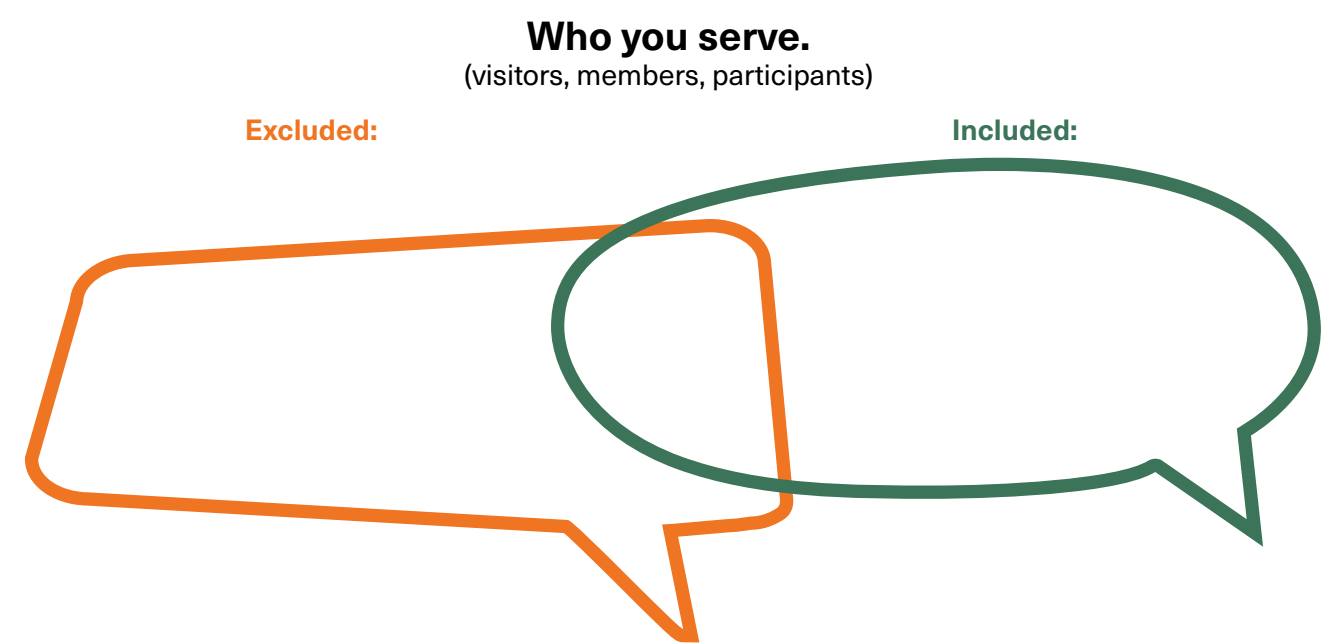 Who you serve.
(visitors, members, participants)
Excluded:
Included: